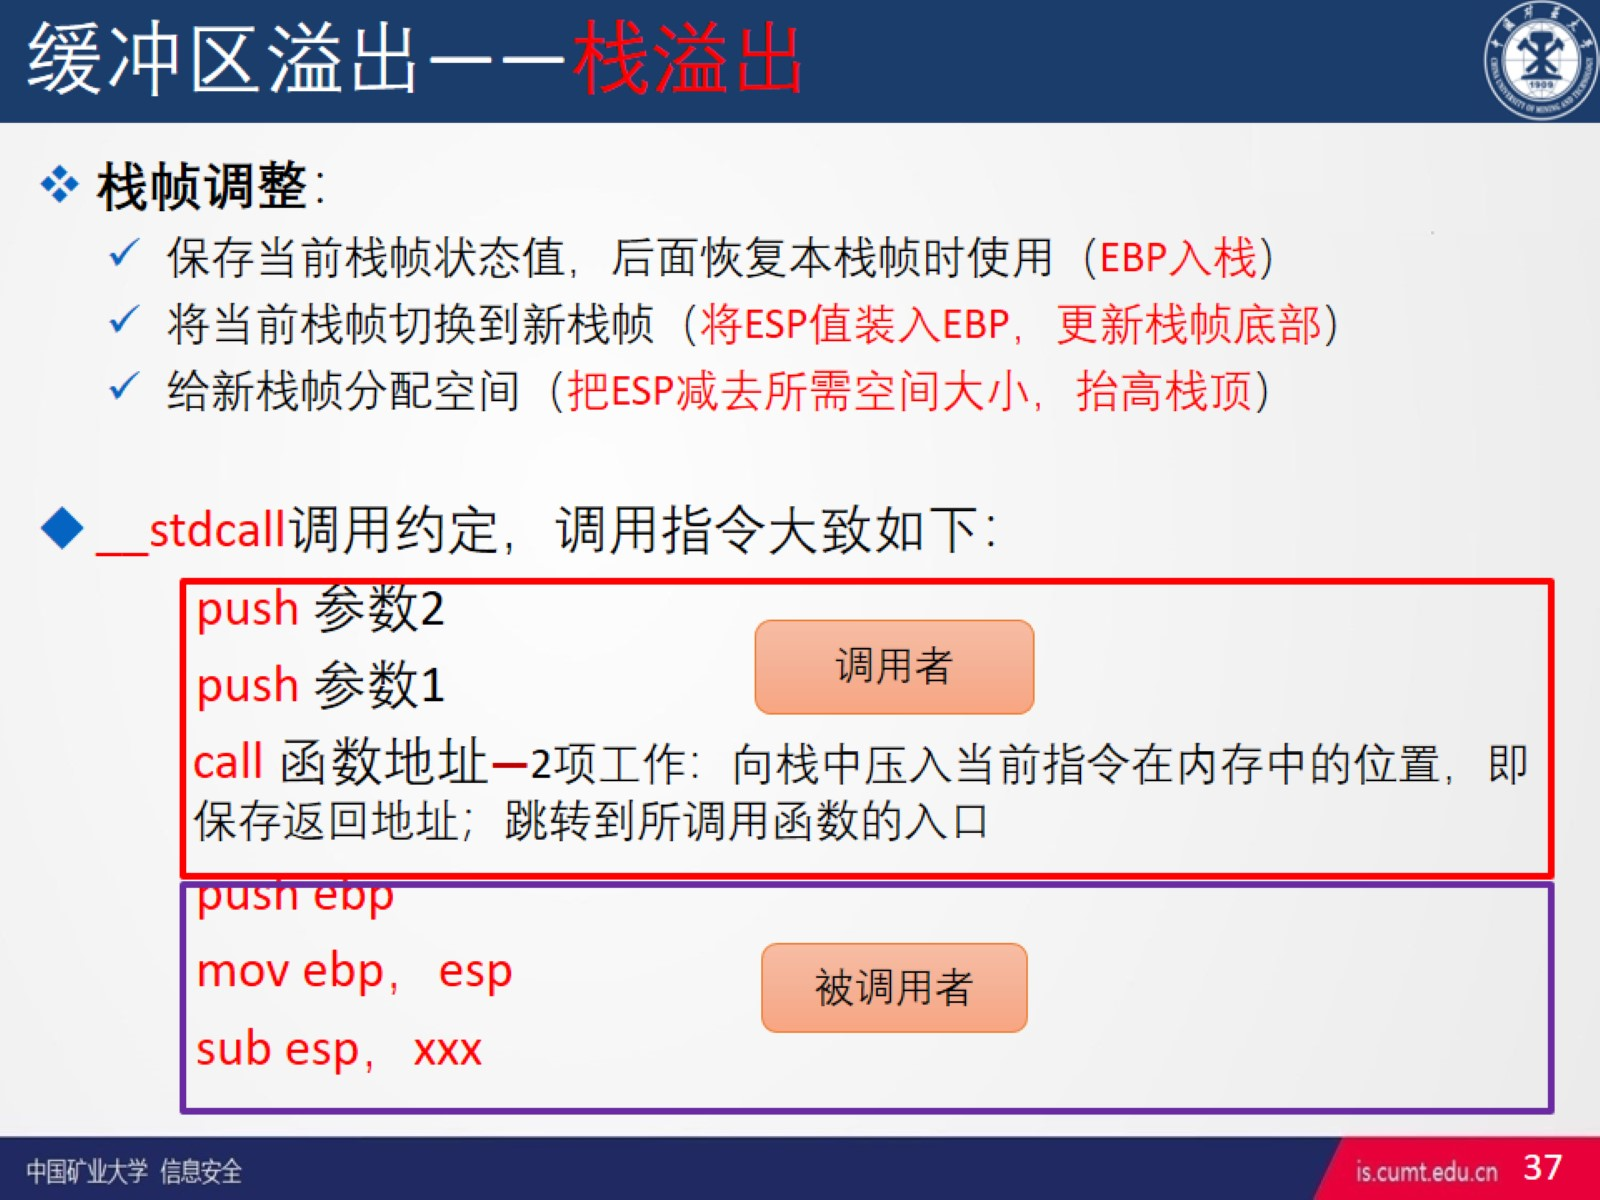 缓冲区溢出——栈溢出
栈帧调整：
保存当前栈帧状态值，后面恢复本栈帧时使用（EBP入栈）
将当前栈帧切换到新栈帧（将ESP值装入EBP，更新栈帧底部）
给新栈帧分配空间（把ESP减去所需空间大小，抬高栈顶）
__stdcall调用约定，调用指令大致如下：
push 参数2
push 参数1
调用者
call 函数地址—2项工作：向栈中压入当前指令在内存中的位置，即
保存返回地址；跳转到所调用函数的入口
push ebp
mov ebp，esp
被调用者
sub esp，xxx
中国矿业大学 信息安全
is.cumt.edu.cn 37